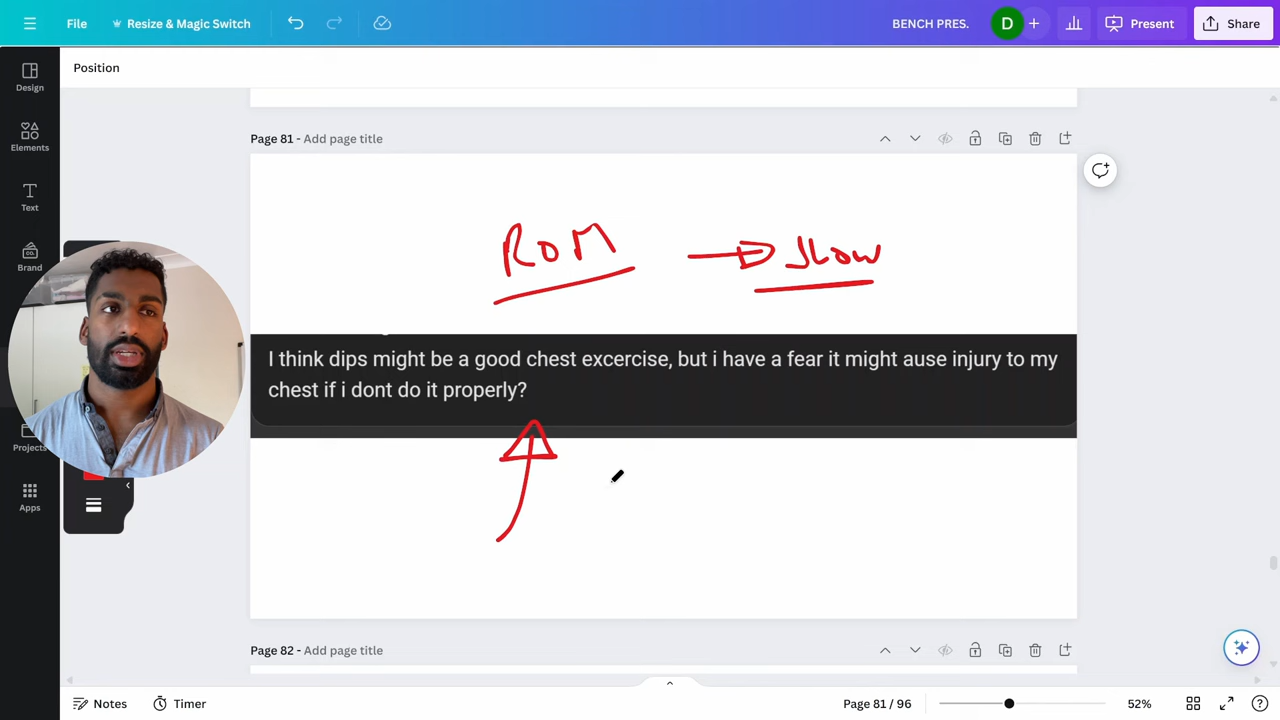 File
Resize & Magic Switch
BENCH PRES.
D
Present
Share
Position
Design
Elements
Text
Brand
Projects
Apps
Page 81 - Add page title
ROM
slow
I think dips might be a good chest excercise, but i have a fear it might ause injury to my
chest if i dont do it properly?
Page 82 - Add page title
Notes
Timer
Page 81 / 96
52%